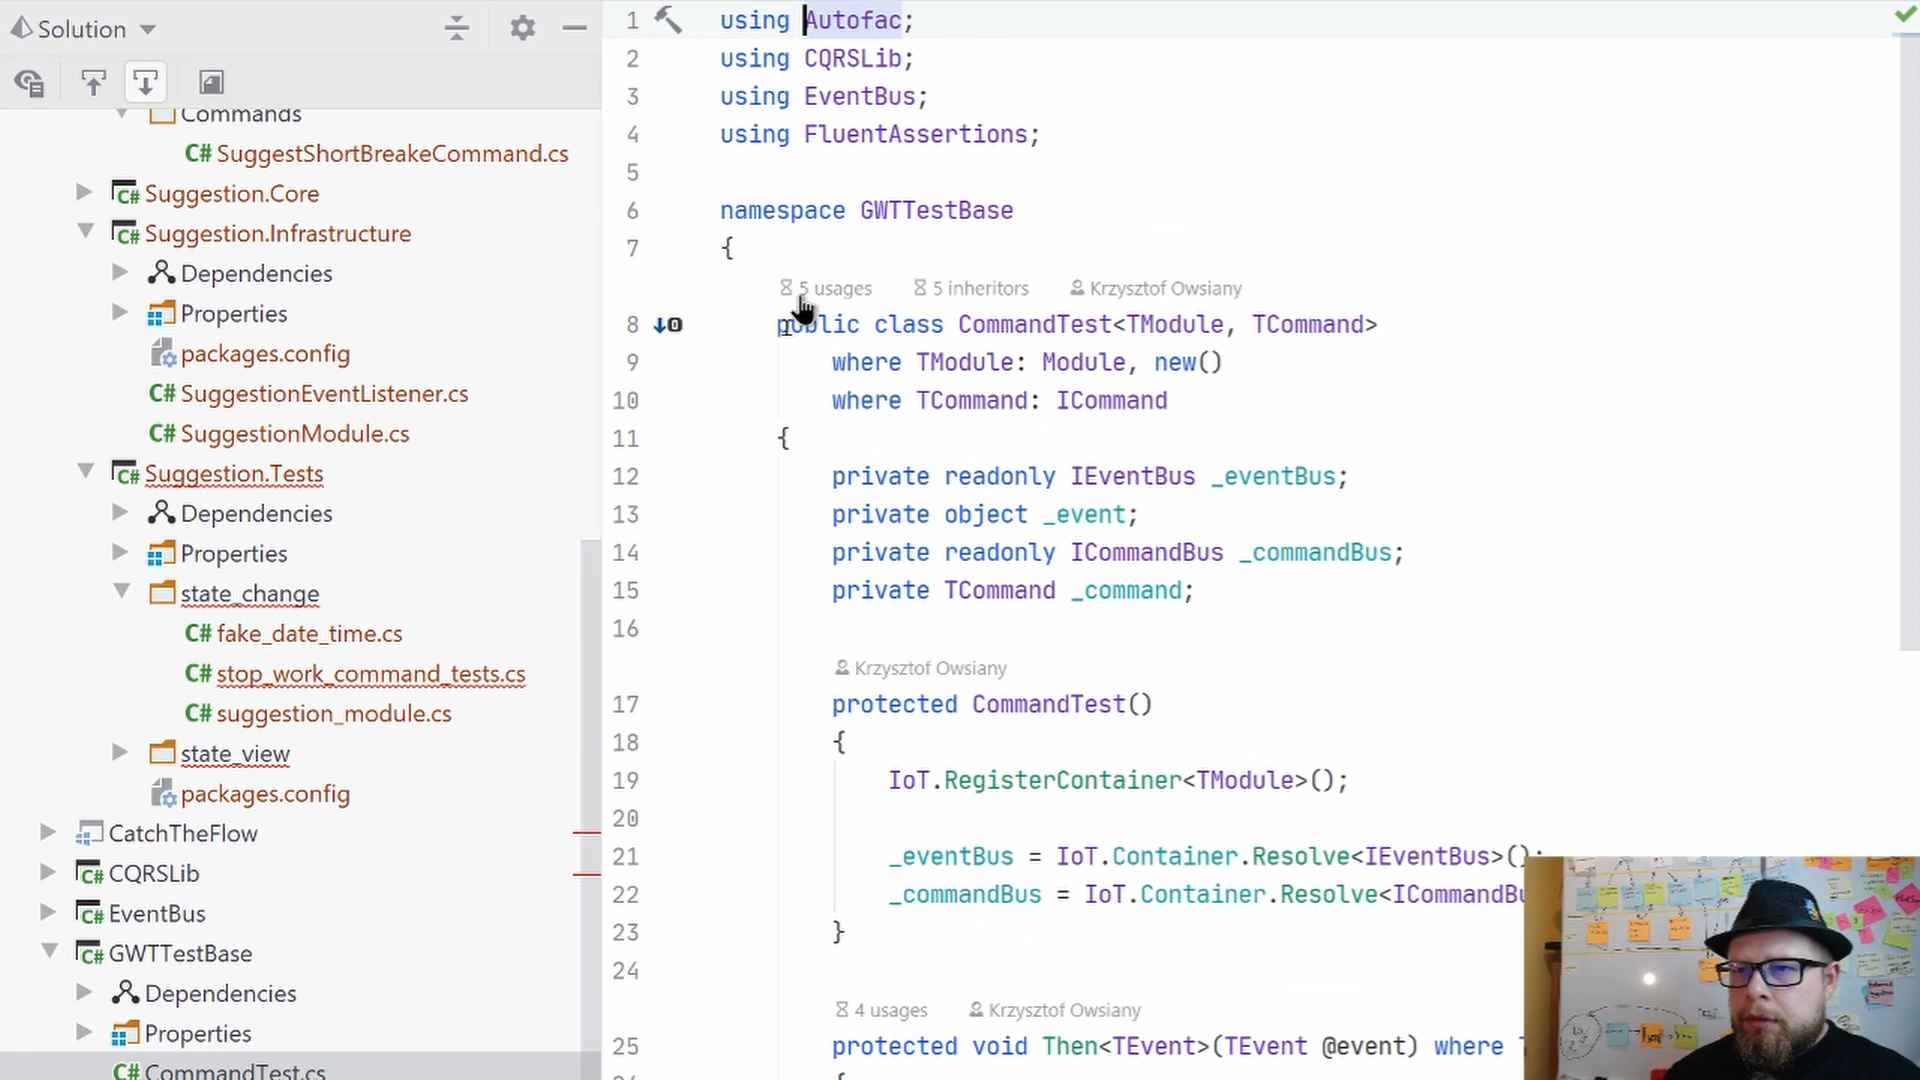 Solution
Commands
C# SuggestShortBreakeCommand.cs
C# Suggestion.Core
C# Suggestion.Infrastructure
Dependencies
Properties
packages.config
C# SuggestionEventListener.cs
C# SuggestionModule.cs
C# Suggestion.Tests
Dependencies
Properties
state_change
C# fake_date_time.cs
C# stop_work_command_tests.cs
C# suggestion_module.cs
state_view
packages.config
CatchTheFlow
C# CQRSLib
C# EventBus
C# GWTTestBase
Dependencies
Properties
C# CommandTest.cs
1 using Autofac;
2 using CQRSLib;
3 using EventBus;
4 using FluentAssertions;
5
6 namespace GWTTestBase
7 {
5 usages 5 inheritors Krzysztof Owsiany
8 public class CommandTest<TModule, TCommand>
9 where TModule: Module, new()
10 where TCommand: ICommand
11 {
12 private readonly IEventBus _eventBus;
13 private object _event;
14 private readonly ICommandBus _commandBus;
15 private TCommand _command;
16
Krzysztof Owsiany
17 protected CommandTest()
18 {
19 IoT.RegisterContainer<TModule>();
20
21 _eventBus = IoT.Container.Resolve<IEventBus>();
22 _commandBus = IoT.Container.Resolve<ICommandBu
23 }
24
4 usages Krzysztof Owsiany
25 protected void Then<TEvent>(TEvent @event) where